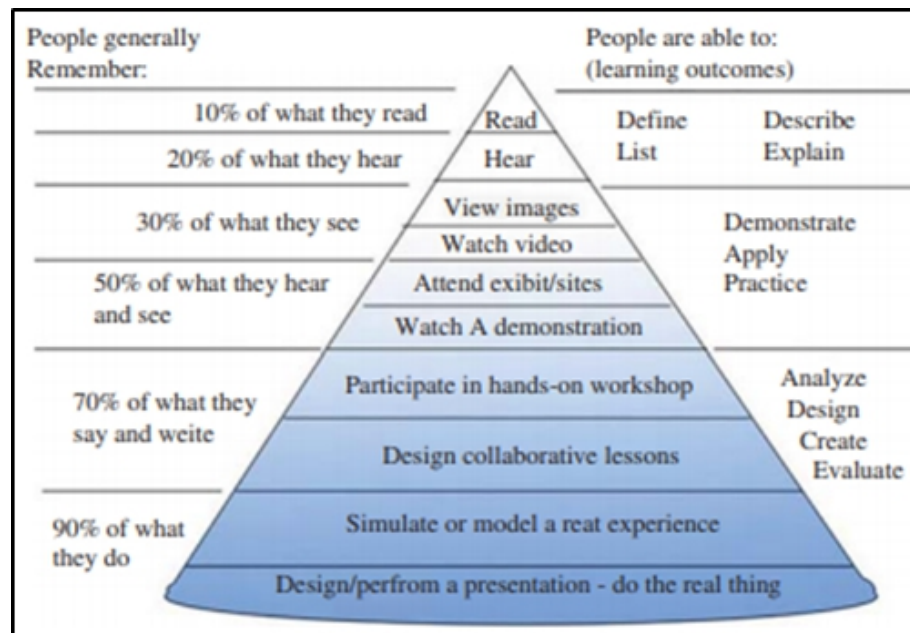 People generally
Remember:
People are able to:
(learning outcomes)
10% of what they read
Read
Define
Describe
List
Explain
20% of what they hear
Hear
30% of what they see
View images
Watch video
Demonstrate
Apply
Practice
50% of what they hear
and see
Attend exibit/sites
Watch A demonstration
70% of what they
say and weite
Participate in hands-on workshop
Design collaborative lessons
Analyze
Design
Create
Evaluate
90% of what
they do
Simulate or model a reat experience
Design/perfrom a presentation - do the real thing